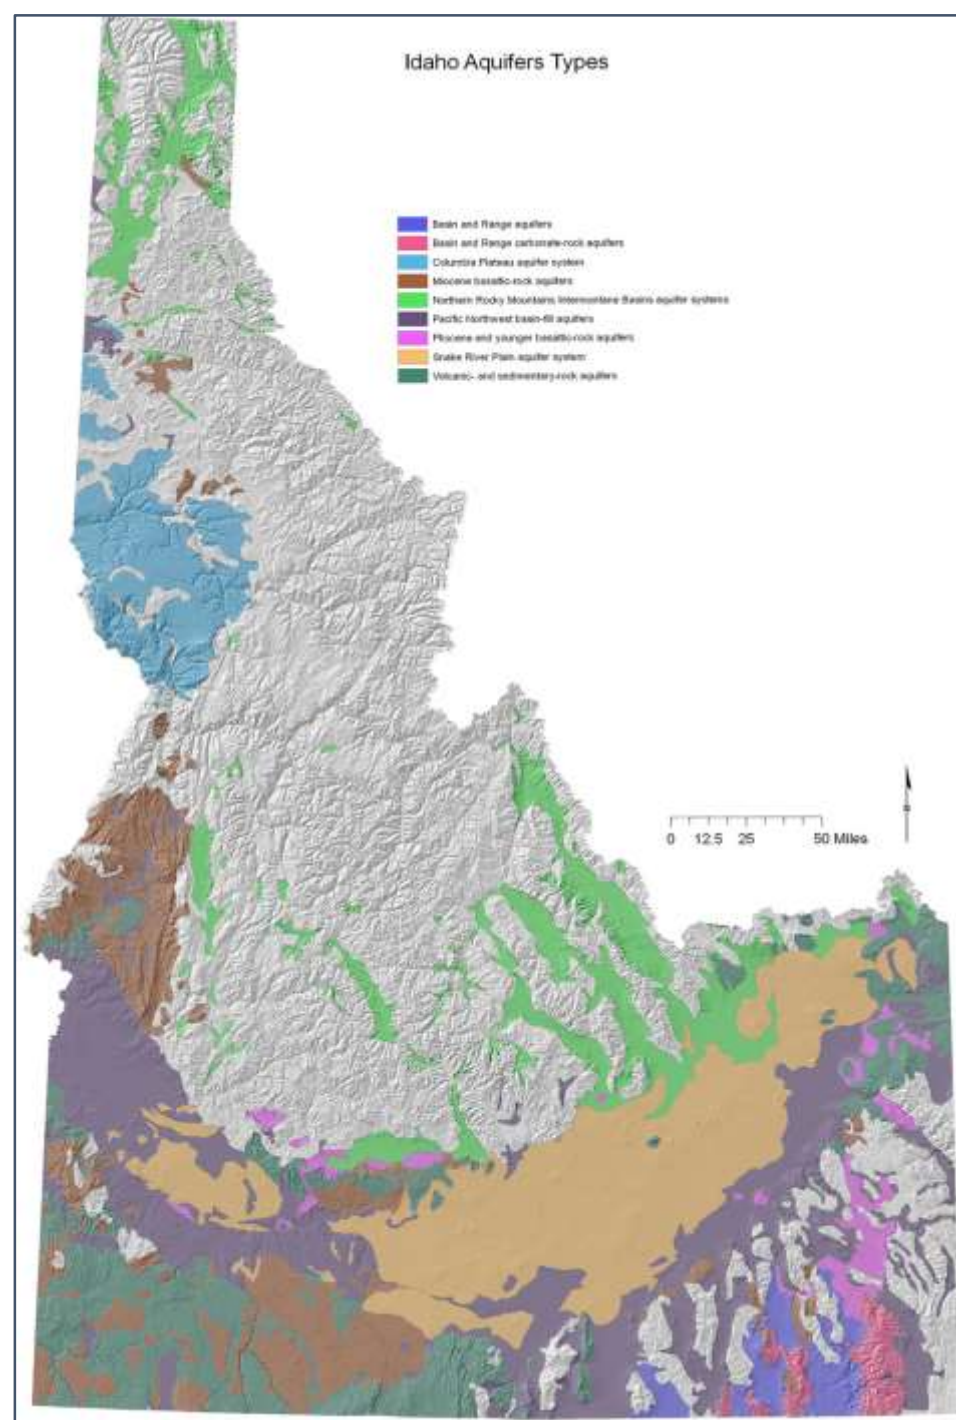 Idaho Aquifers Types
Basin and Range aquifers
Basin and Range carbonate-rock aquifers
Columbia Plateau aquifer system
Miocene basaltic-rock aquifers
Northern Rocky Mountains Intermontane Basins aquifer systems
Pacific Northwest basin-fill aquifers
Pliocene and younger basaltic-rock aquifers
Snake River Plain aquifer system
Volcanic- and sedimentary-rock aquifers
0 12.5 25 50 Miles